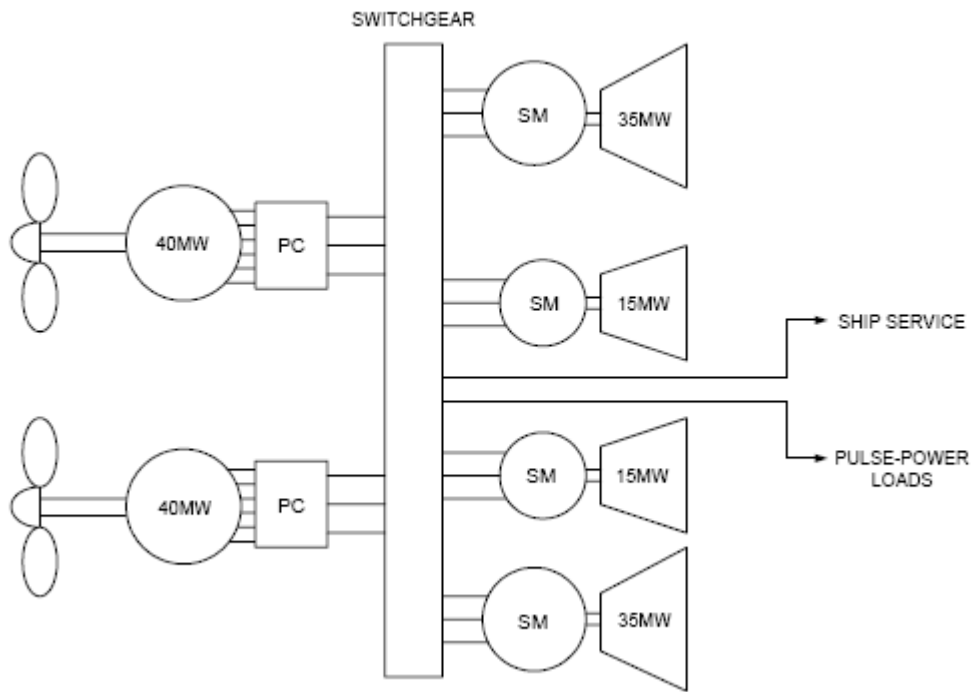 SWITCHGEAR
SM
35MW
40MW
PC
SM
15MW
SHIP SERVICE
PULSE-POWER
LOADS
40MW
PC
SM
15MW
SM
35MW